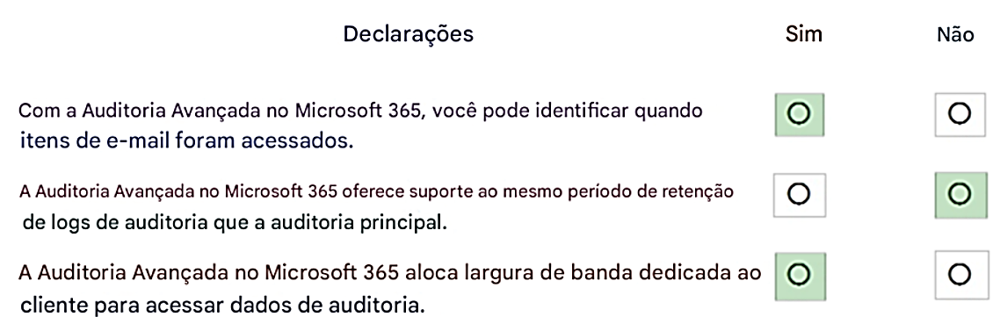 Declarações Sim Não
Com a Auditoria Avançada no Microsoft 365, você pode identificar quando
itens de e-mail foram acessados.
A Auditoria Avançada no Microsoft 365 oferece suporte ao mesmo período de retenção
de logs de auditoria que a auditoria principal.
A Auditoria Avançada no Microsoft 365 aloca largura de banda dedicada ao
cliente para acessar dados de auditoria.